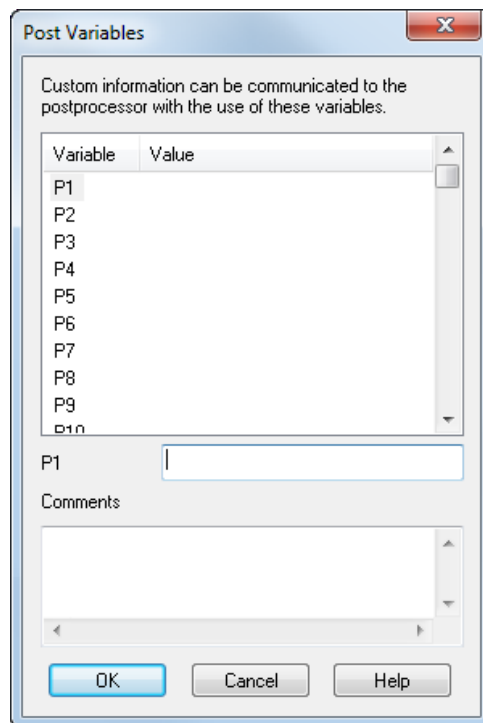 Post Variables
Custom information can be communicated to the
postprocessor with the use of these variables.
Variable Value
P1
P2
P3
P4
P5
P6
P7
P8
P9
P10
P1
Comments
OK Cancel Help